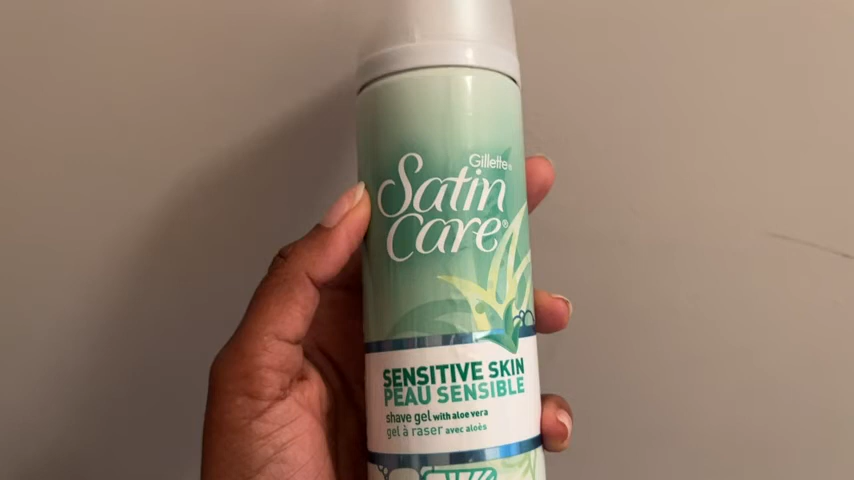 Gillette
Satin
Care®
SENSITIVE SKIN
PEAU SENSIBLE
shave gel with aloe vera
gel à raser avec aloès